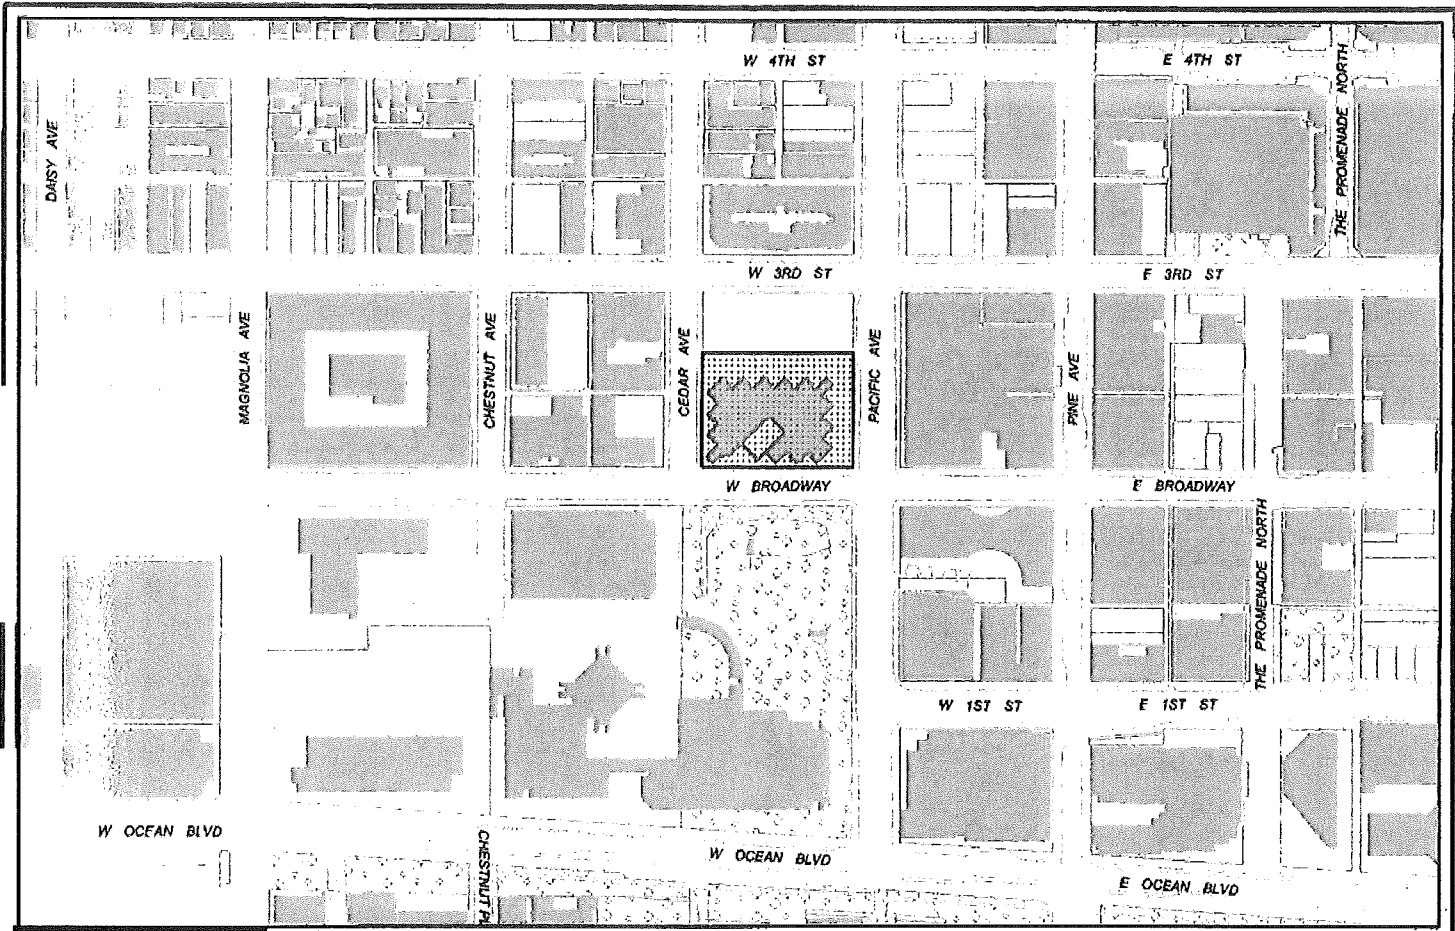 W 4TH ST
E 4TH ST
THE PROMENADE NORTH
DAISY AVE
W 3RD ST
E 3RD ST
MAGNOLIA AVE
CHESTNUT AVE
CEDAR AVE
PACIFIC AVE
PINE AVE
W BROADWAY
E BROADWAY
THE PROMENADE NORTH
W 1ST ST
E 1ST ST
W OCEAN BLVD
CHESTNUT PL
W OCEAN BLVD
E OCEAN BLVD